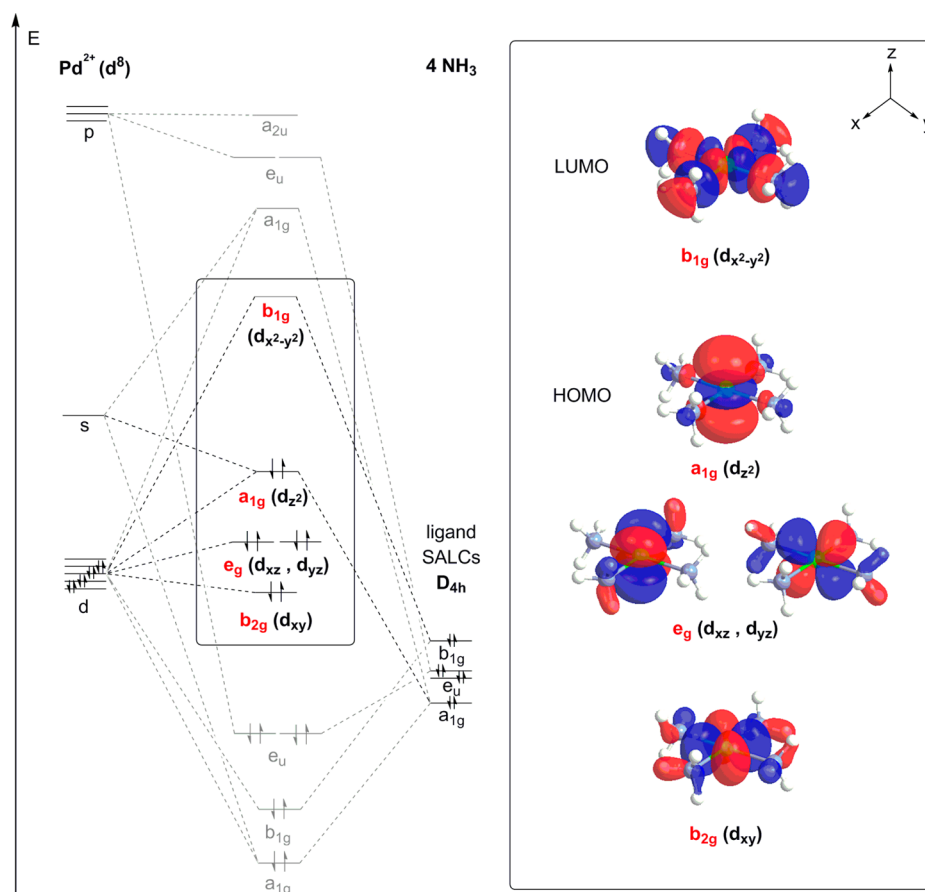 E
Pd²⁺ (d⁸)
4 NH₃
p
a₂ᵤ
eᵤ
a₁g
b₁g
(dx²-y²)
s
a₁g (dz²)
eg (dxz , dyz)
b₂g (dxy)
d
ligand
SALCs
D₄h
b₁g
eᵤ
a₁g
eᵤ
b₁g
a₁g
z
x
y
LUMO
b₁g (dx²-y²)
HOMO
a₁g (dz²)
eg (dxz , dyz)
b₂g (dxy)